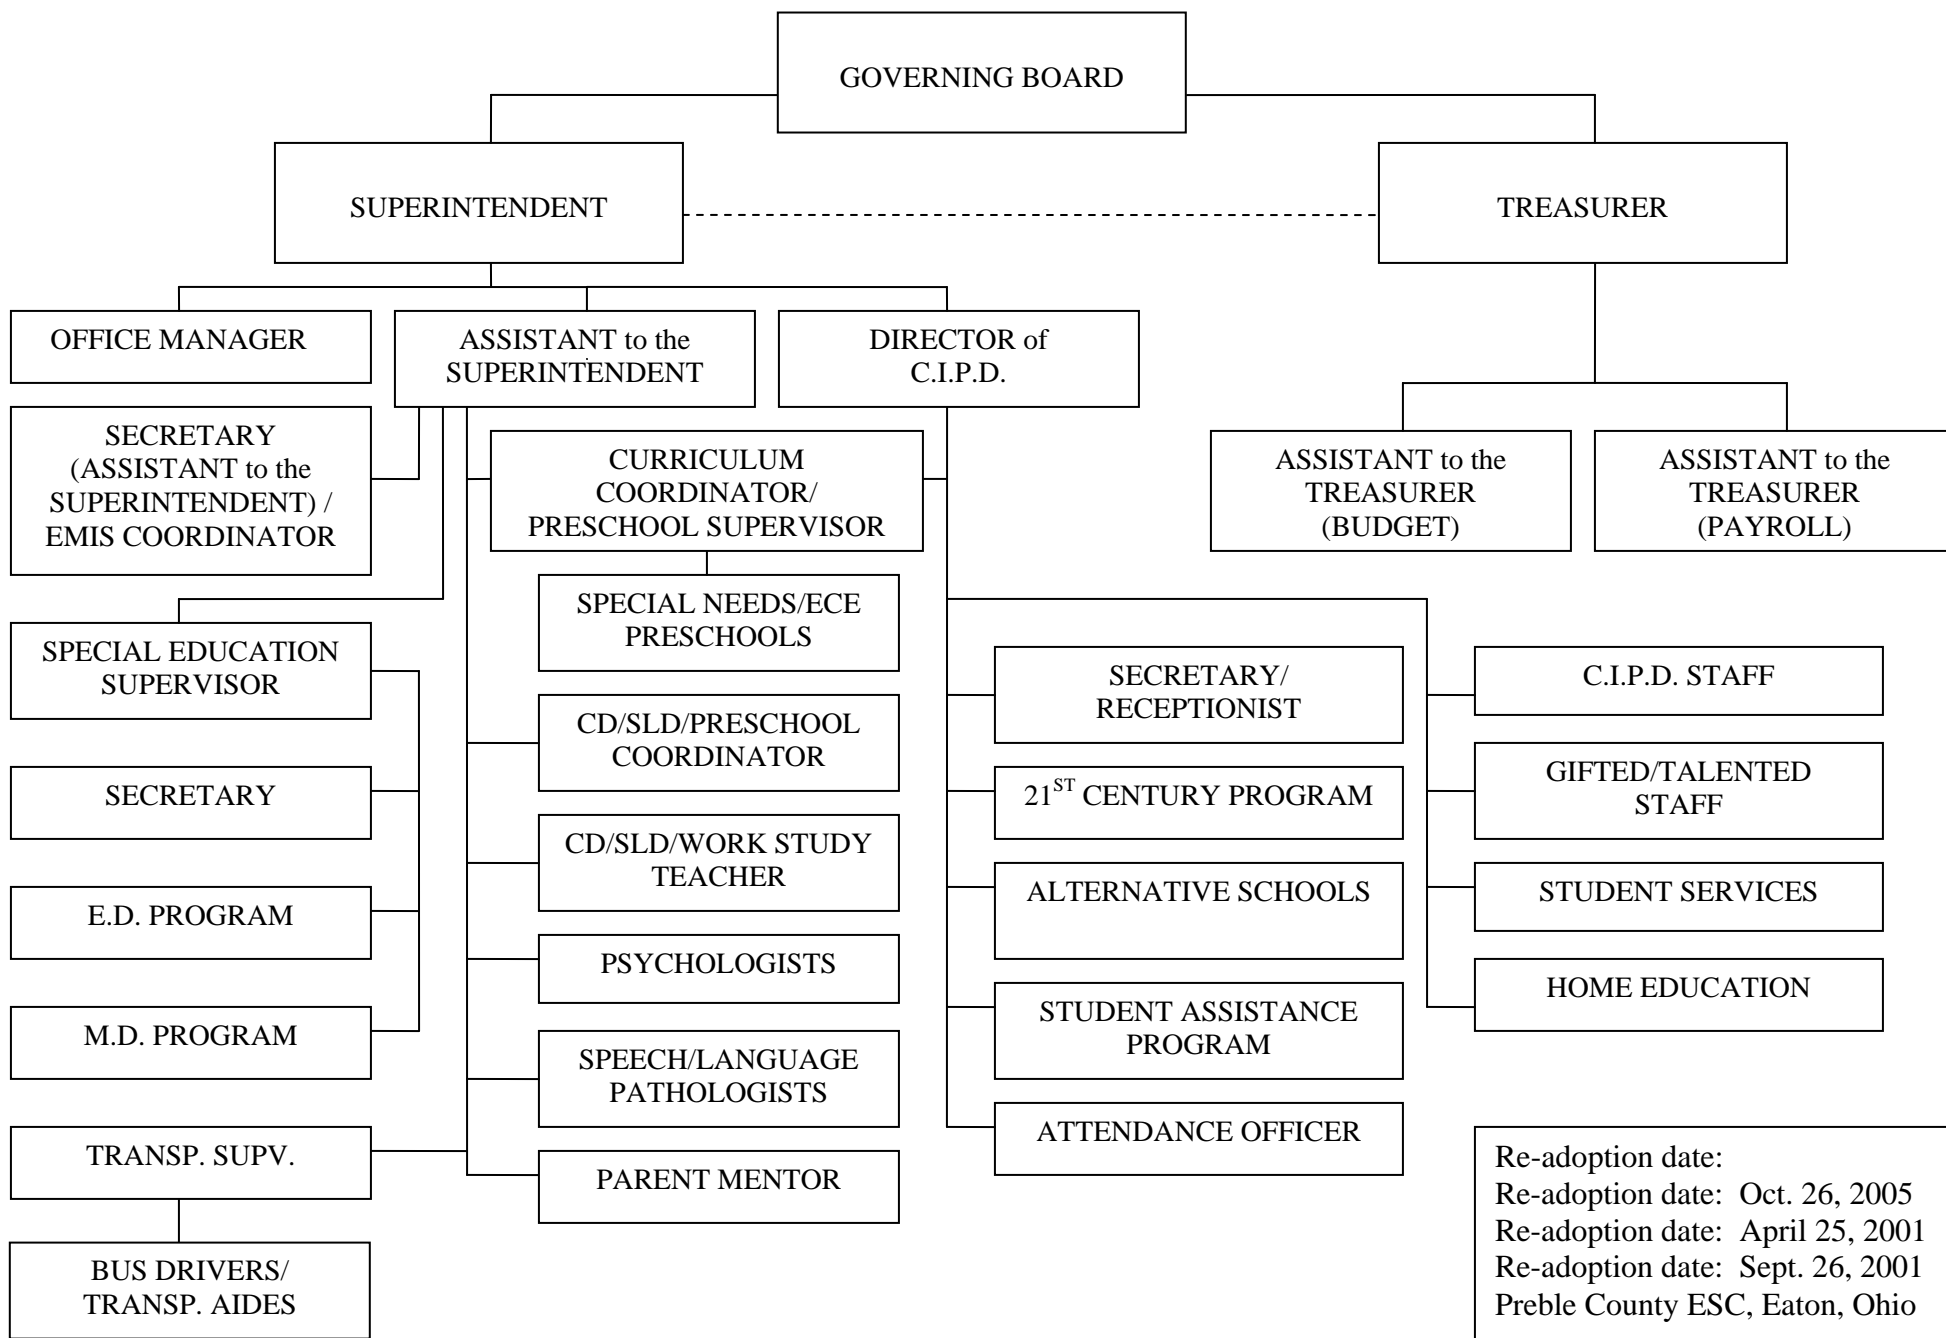 GOVERNING BOARD
SUPERINTENDENT
TREASURER
OFFICE MANAGER
ASSISTANT to the
SUPERINTENDENT
DIRECTOR of
C.I.P.D.
SECRETARY
(ASSISTANT to the
SUPERINTENDENT) /
EMIS COORDINATOR
CURRICULUM
COORDINATOR/
PRESCHOOL SUPERVISOR
ASSISTANT to the
TREASURER
(BUDGET)
ASSISTANT to the
TREASURER
(PAYROLL)
SPECIAL NEEDS/ECE
PRESCHOOLS
SPECIAL EDUCATION
SUPERVISOR
SECRETARY/
RECEPTIONIST
C.I.P.D. STAFF
CD/SLD/PRESCHOOL
COORDINATOR
SECRETARY
21ST CENTURY PROGRAM
GIFTED/TALENTED
STAFF
CD/SLD/WORK STUDY
TEACHER
E.D. PROGRAM
ALTERNATIVE SCHOOLS
STUDENT SERVICES
PSYCHOLOGISTS
HOME EDUCATION
M.D. PROGRAM
STUDENT ASSISTANCE
PROGRAM
SPEECH/LANGUAGE
PATHOLOGISTS
TRANSP. SUPV.
ATTENDANCE OFFICER
PARENT MENTOR
BUS DRIVERS/
TRANSP. AIDES
Re-adoption date:
Re-adoption date: Oct. 26, 2005
Re-adoption date: April 25, 2001
Re-adoption date: Sept. 26, 2001
Preble County ESC, Eaton, Ohio